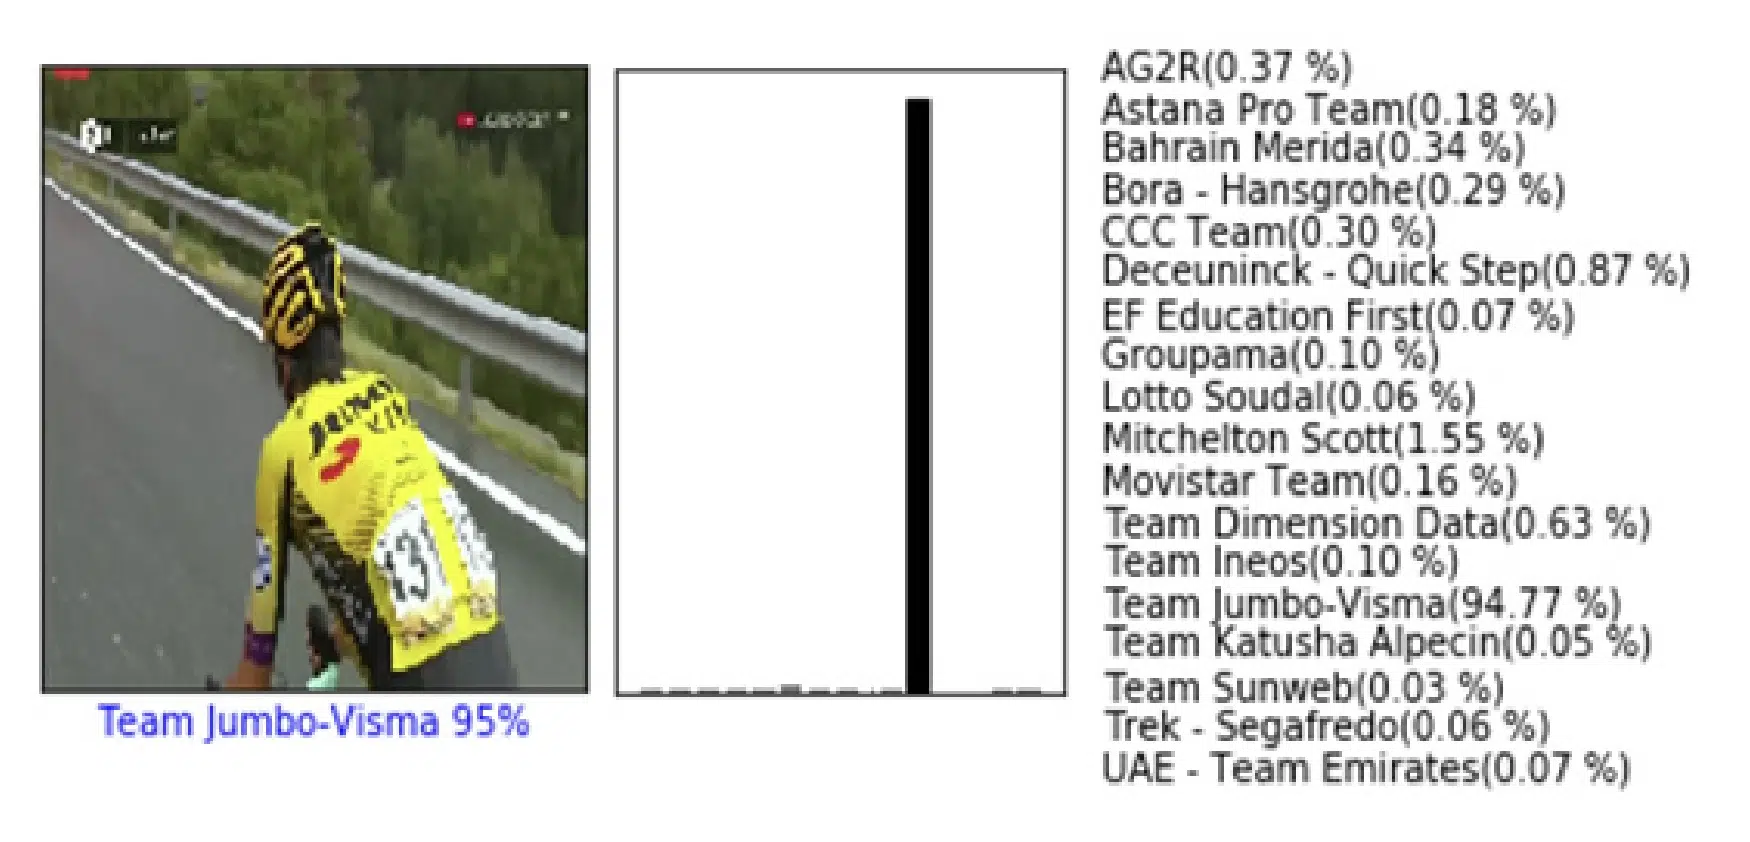 JUMBO
Team Jumbo-Visma 95%
AG2R(0.37 %)
Astana Pro Team(0.18 %)
Bahrain Merida(0.34 %)
Bora - Hansgrohe(0.29 %)
CCC Team(0.30 %)
Deceuninck - Quick Step(0.87 %)
EF Education First(0.07 %)
Groupama(0.10 %)
Lotto Soudal(0.06 %)
Mitchelton Scott(1.55 %)
Movistar Team(0.16 %)
Team Dimension Data(0.63 %)
Team Ineos(0.10 %)
Team Jumbo-Visma(94.77 %)
Team Katusha Alpecin(0.05 %)
Team Sunweb(0.03 %)
Trek - Segafredo(0.06 %)
UAE - Team Emirates(0.07 %)